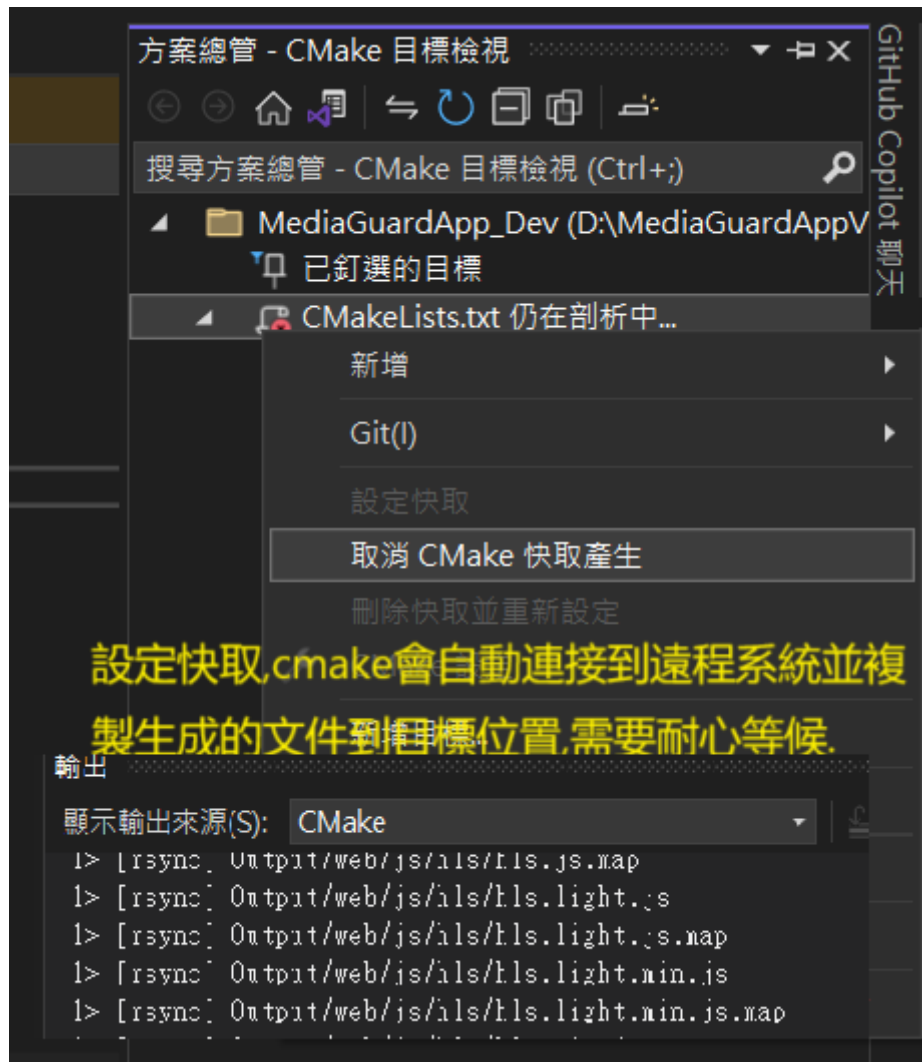 方案總管 - CMake 目標檢視
GitHub Copilot 聊天
搜尋方案總管 - CMake 目標檢視 (Ctrl+;)
MediaGuardApp_Dev (D:\MediaGuardAppV
已釘選的目標
CMakeLists.txt 仍在剖析中...
新增
Git(I)
設定快取
取消 CMake 快取產生
刪除快取並重新設定
設定快取,cmake會自動連接到遠程系統並複
製生成的文件到目標位置,需要耐心等候.
輸出
顯示輸出來源(S): CMake
1> [rsync] Output/web/js/hls/hls.js.map
1> [rsync] Output/web/js/hls/hls.light.js
1> [rsync] Output/web/js/hls/hls.light.js.map
1> [rsync] Output/web/js/hls/hls.light.min.js
1> [rsync] Output/web/js/hls/hls.light.min.js.map